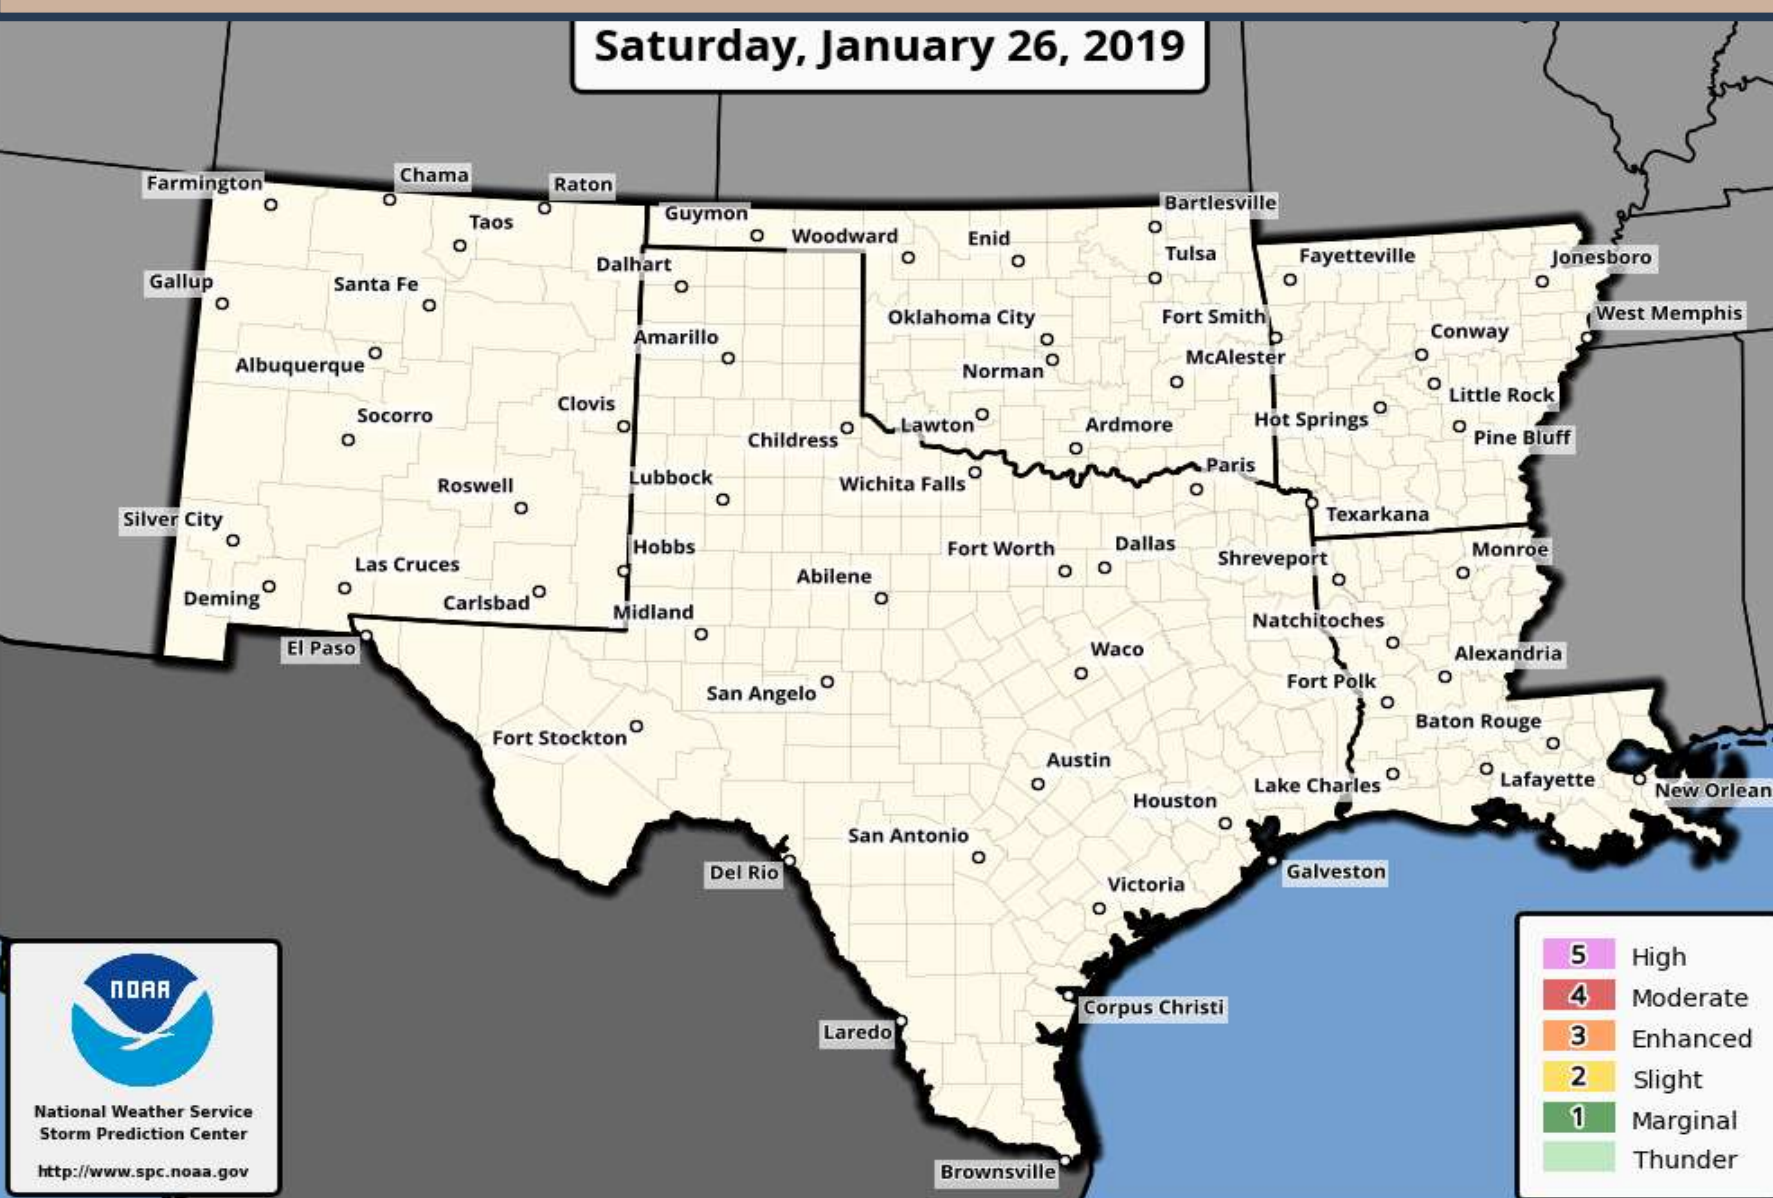 Saturday, January 26, 2019
Farmington
Chama
Raton
Taos
Guymon
Woodward
Enid
Bartlesville
Tulsa
Fayetteville
Jonesboro
Dalhart
Gallup
Santa Fe
Oklahoma City
Fort Smith
West Memphis
Amarillo
Conway
Albuquerque
McAlester
Norman
Little Rock
Clovis
Socorro
Childress
Lawton
Ardmore
Hot Springs
Pine Bluff
Paris
Lubbock
Wichita Falls
Roswell
Texarkana
Silver City
Hobbs
Fort Worth
Dallas
Shreveport
Monroe
Las Cruces
Abilene
Deming
Carlsbad
Midland
Natchitoches
El Paso
Waco
Alexandria
San Angelo
Fort Polk
Fort Stockton
Baton Rouge
Austin
Lake Charles
Lafayette
New Orlean
Houston
San Antonio
Del Rio
Galveston
Victoria
Corpus Christi
Laredo
Brownsville
NOAA
National Weather Service
Storm Prediction Center
http://www.spc.noaa.gov
5 High
4 Moderate
3 Enhanced
2 Slight
1 Marginal
Thunder